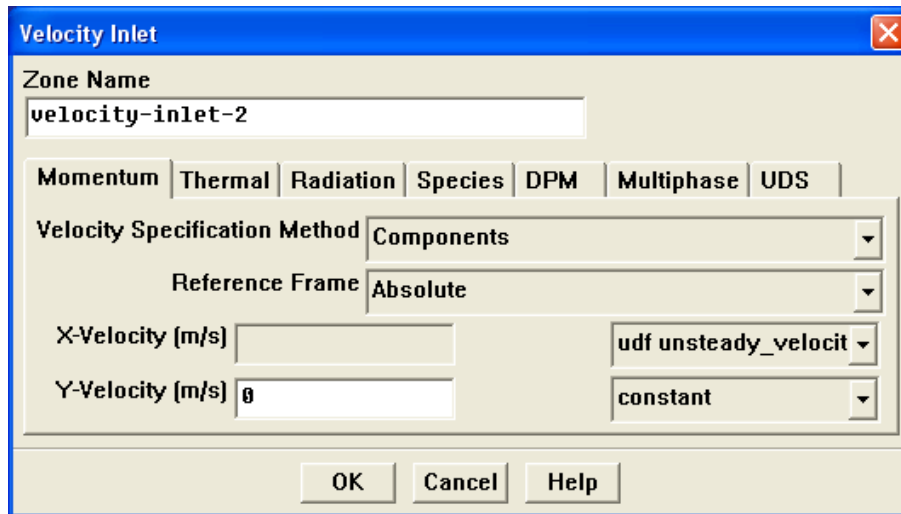 Velocity Inlet
Zone Name
velocity-inlet-2
Momentum Thermal Radiation Species DPM Multiphase UDS
Velocity Specification Method Components
Reference Frame Absolute
X-Velocity (m/s) udf unsteady_velocit
Y-Velocity (m/s) 0 constant
OK Cancel Help